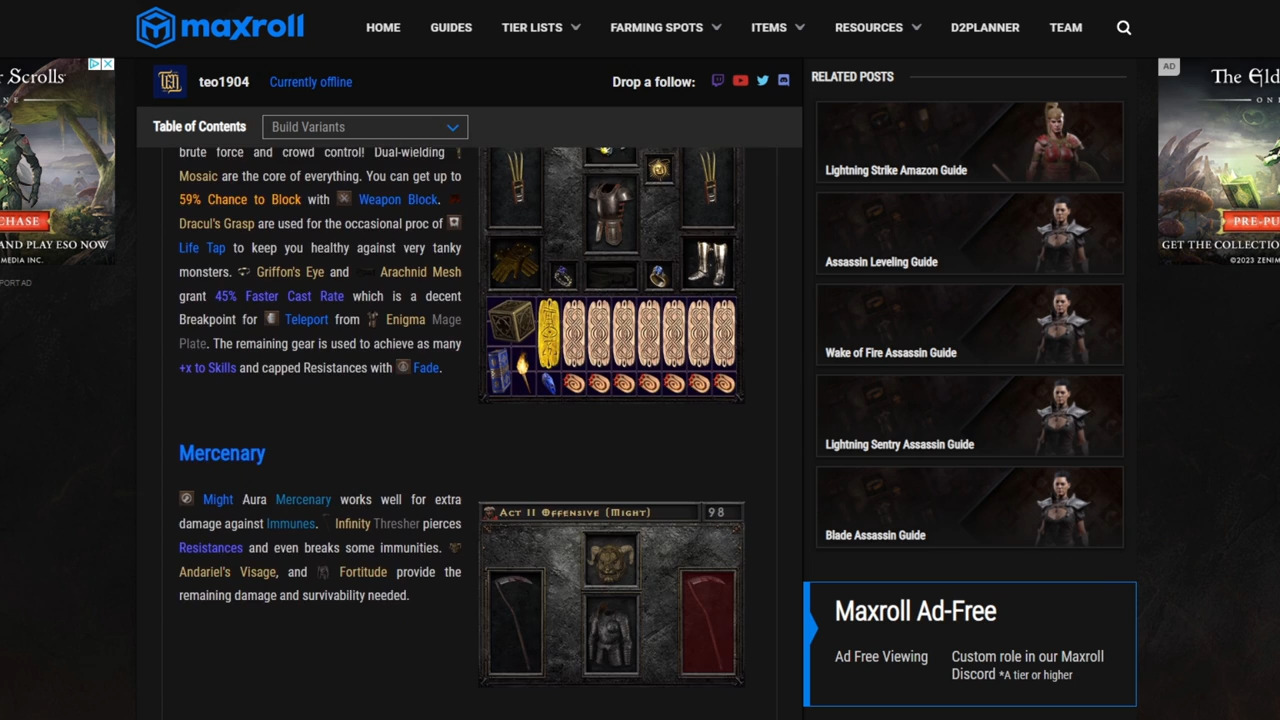 maxroll
HOME
GUIDES
TIER LISTS
FARMING SPOTS
ITEMS
RESOURCES
D2PLANNER
TEAM
r Scrolls
NE
CHASE
AND PLAY ESO NOW
MEDIA INC.
PORT AD
teo1904
Currently offline
Drop a follow:
Table of Contents
Build Variants
brute force and crowd control! Dual-wielding
Mosaic are the core of everything. You can get up to
59% Chance to Block with Weapon Block.
Dracul's Grasp are used for the occasional proc of
Life Tap to keep you healthy against very tanky
monsters. Griffon's Eye and Arachnid Mesh
grant 45% Faster Cast Rate which is a decent
Breakpoint for Teleport from Enigma Mage
Plate. The remaining gear is used to achieve as many
+x to Skills and capped Resistances with Fade.
Mercenary
Might Aura Mercenary works well for extra
damage against Immunes. Infinity Thresher pierces
Resistances and even breaks some immunities.
Andariel's Visage, and Fortitude provide the
remaining damage and survivability needed.
Act II Offensive (Might)
98
RELATED POSTS
Lightning Strike Amazon Guide
Assassin Leveling Guide
Wake of Fire Assassin Guide
Lightning Sentry Assassin Guide
Blade Assassin Guide
Maxroll Ad-Free
Ad Free Viewing
Custom role in our Maxroll
Discord *A tier or higher
AD
The Eld
ON
PRE-PU
GET THE COLLECTIO
©2023 ZENIM